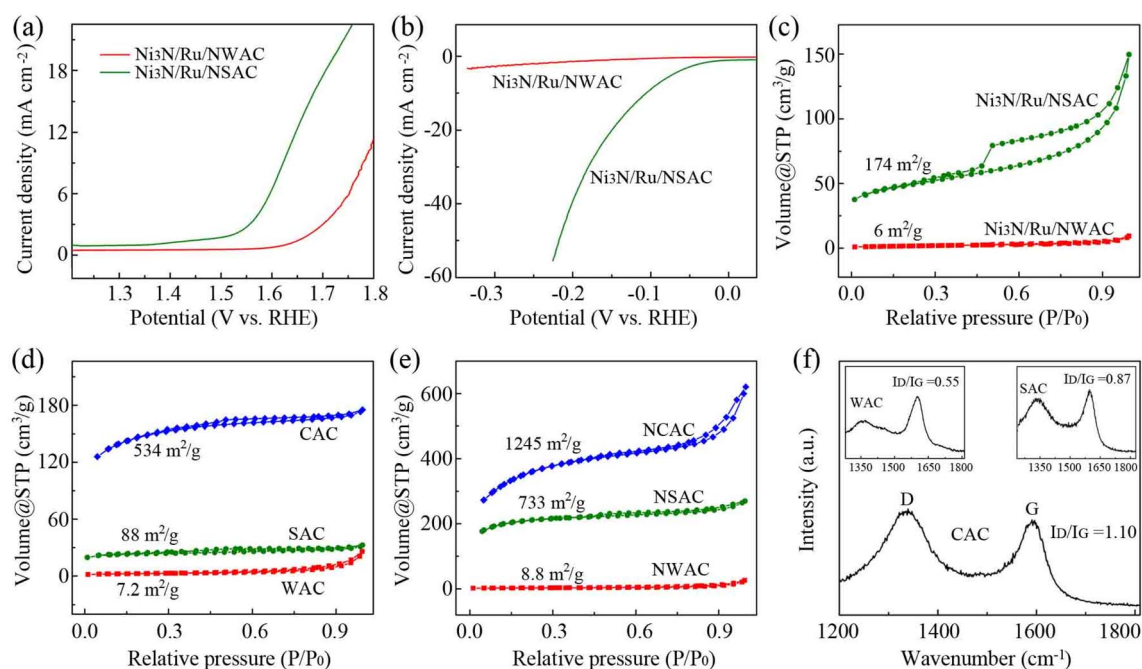 (a)
24
18
12
6
0
Current density (mA cm⁻²)
Ni₃N/Ru/NWAC
Ni₃N/Ru/NSAC
1.3 1.4 1.5 1.6 1.7 1.8
Potential (V vs. RHE)
(b)
0
-20
-40
-60
Current density (mA cm⁻²)
Ni₃N/Ru/NWAC
Ni₃N/Ru/NSAC
-0.3 -0.2 -0.1 0.0
Potential (V vs. RHE)
(c)
150
100
50
0
Volume@STP (cm³/g)
Ni₃N/Ru/NSAC
174 m²/g
6 m²/g
Ni₃N/Ru/NWAC
0.0 0.3 0.6 0.9
Relative pressure (P/P₀)
(d)
180
120
60
0
Volume@STP (cm³/g)
CAC
534 m²/g
88 m²/g
SAC
7.2 m²/g
WAC
0.0 0.3 0.6 0.9
Relative pressure (P/P₀)
(e)
600
400
200
0
Volume@STP (cm³/g)
NCAC
1245 m²/g
733 m²/g
NSAC
8.8 m²/g
NWAC
0.0 0.3 0.6 0.9
Relative pressure (P/P₀)
(f)
Intensity (a.u.)
ID/IG =0.55
WAC
1350 1500 1650 1800
ID/IG =0.87
SAC
1350 1500 1650 1800
D
G
CAC
ID/IG =1.10
1200 1400 1600 1800
Wavenumber (cm⁻¹)